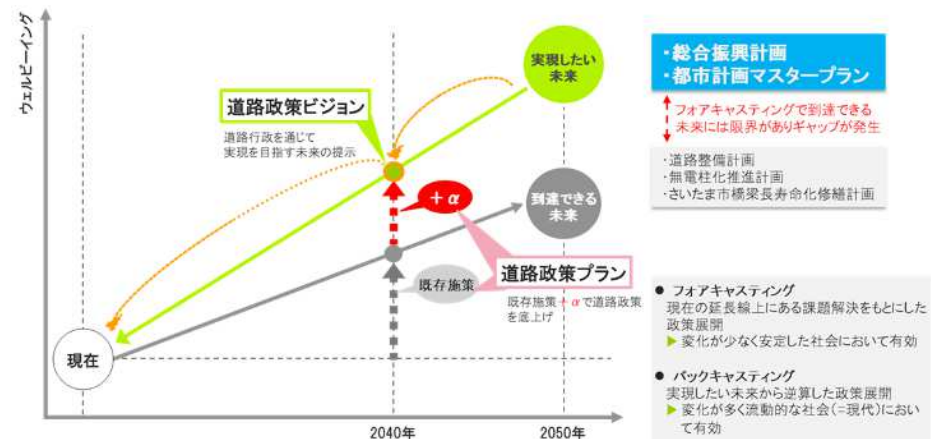 ウェルビーイング
実現したい
未来
道路政策ビジョン
道路行政を通じて
実現を目指す未来の提示
+α
到達できる
未来
既存施策
道路政策プラン
既存施策+αで道路政策
を底上げ
現在
2040年
2050年
・総合振興計画
・都市計画マスタープラン
フォアキャスティングで到達できる
未来には限界がありギャップが発生
・道路整備計画
・無電柱化推進計画
・さいたま市橋梁長寿命化修繕計画
● フォアキャスティング
現在の延長線上にある課題解決をもとにした
政策展開
▶ 変化が少なく安定した社会において有効
● バックキャスティング
実現したい未来から逆算した政策展開
▶ 変化が多く流動的な社会(=現代)におい
て有効